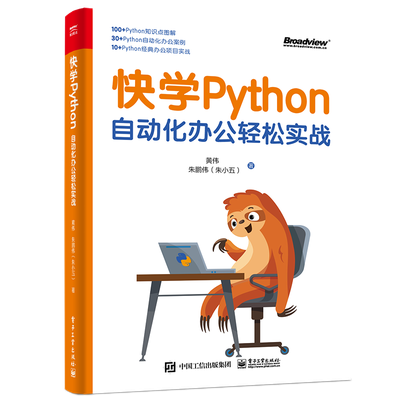 100+Python知识点图解
30+Python自动化办公案例
10+Python经典办公项目实战
Broadview®
快学Python
自动化办公轻松实战
黄伟
朱鹏伟（朱小五） 著
中国工信出版集团
电子工业出版社
快学Python
自动化办公轻松实战
黄伟 朱鹏伟（朱小五） 著
电子工业出版社